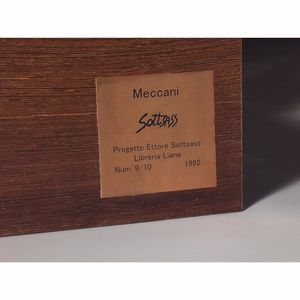 Meccani
Sottsass
Progetto Ettore Sottsass
Libreria Liana
Num. 9/10 1992